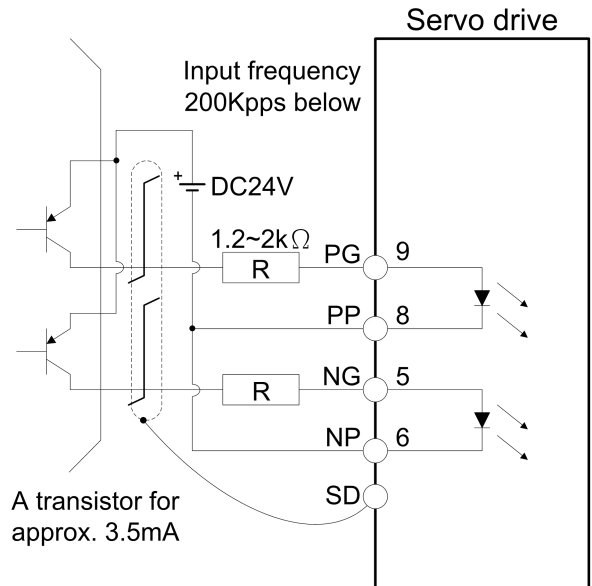 Servo drive
Input frequency
200Kpps below
+
DC24V
1.2~2kΩ
R
PG
9
PP
8
R
NG
5
NP
6
SD
A transistor for
approx. 3.5mA